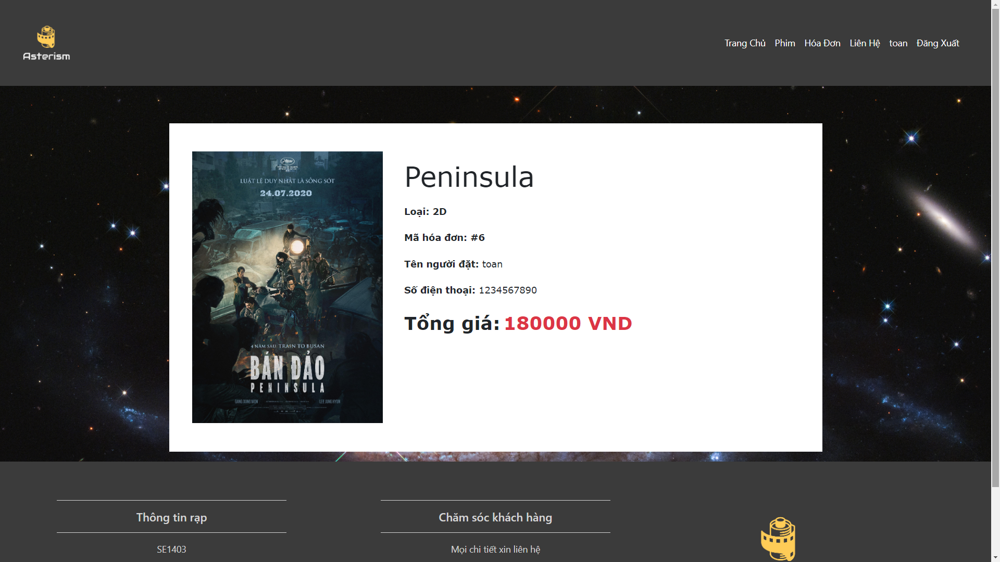 Asterism
Trang Chủ Phim Hóa Đơn Liên Hệ toan Đăng Xuất
LUẬT LỆ DUY NHẤT LÀ SỐNG SÓT
24.07.2020
4 NĂM SAU TRAIN TO BUSAN
BÁN ĐẢO
PENINSULA
GANG DONG WON
LEE JUNG HYUN
Peninsula
Loại: 2D
Mã hóa đơn: #6
Tên người đặt: toan
Số điện thoại: 1234567890
Tổng giá: 180000 VND
Thông tin rạp
SE1403
Chăm sóc khách hàng
Mọi chi tiết xin liên hệ